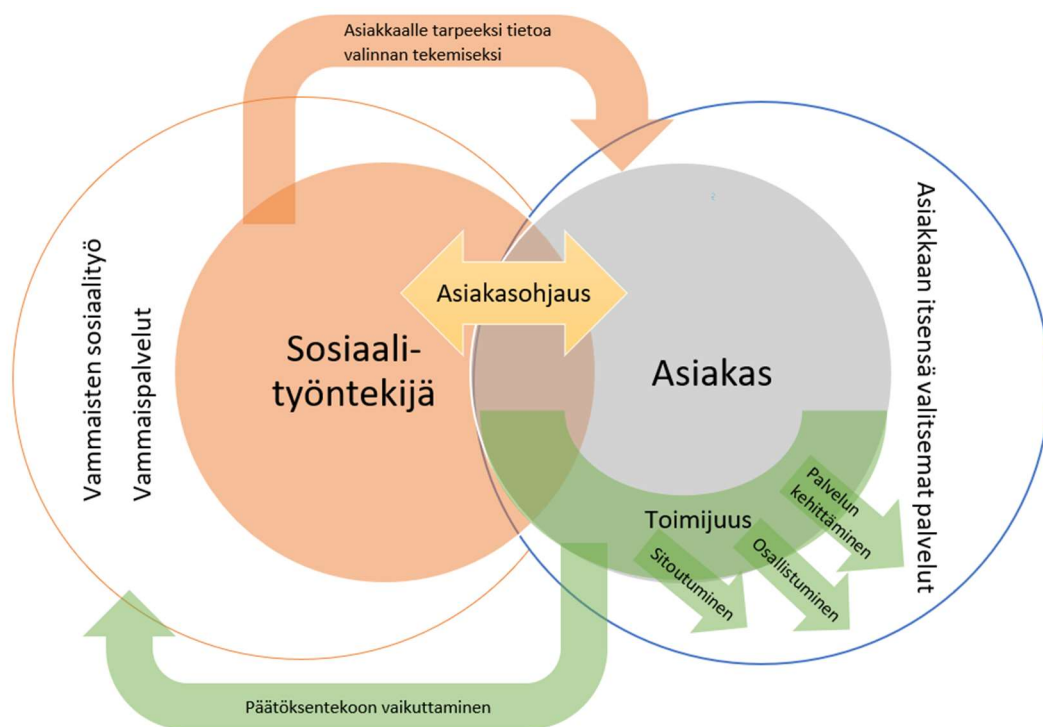 Asiakkaalle tarpeeksi tietoa
valinnan tekemiseksi
Vammaisten sosiaalityö
Vammaispalvelut
Sosiaali-
työntekijä
Asiakasohjaus
Asiakas
Asiakkaan itsensä valitsemat palvelut
Toimijuus
Sitoutuminen
Osallistuminen
Palvelun
kehittäminen
Päätöksentekoon vaikuttaminen